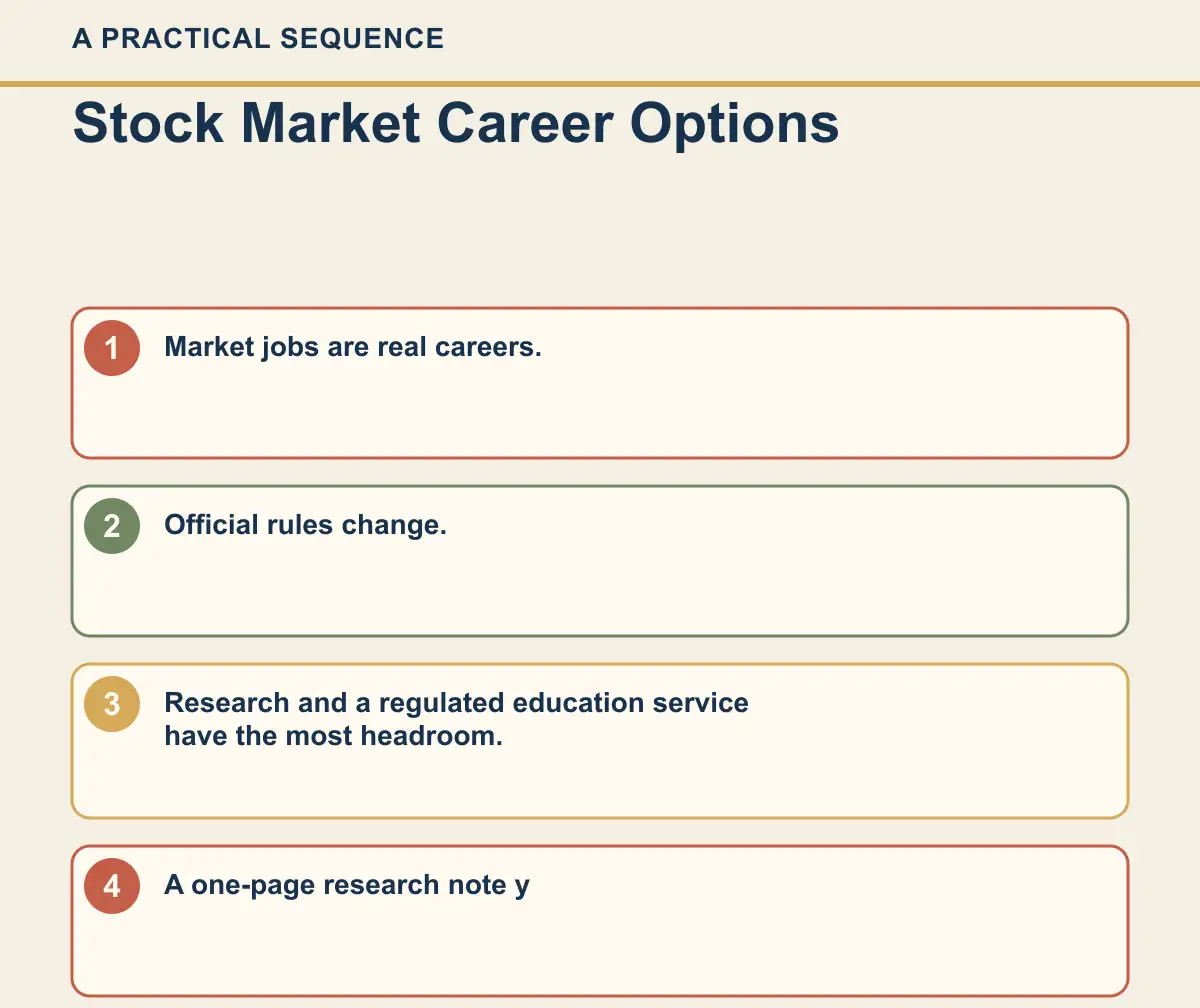 A PRACTICAL SEQUENCE
Stock Market Career Options
1
Market jobs are real careers.
2
Official rules change.
3
Research and a regulated education service
have the most headroom.
4
A one-page research note y